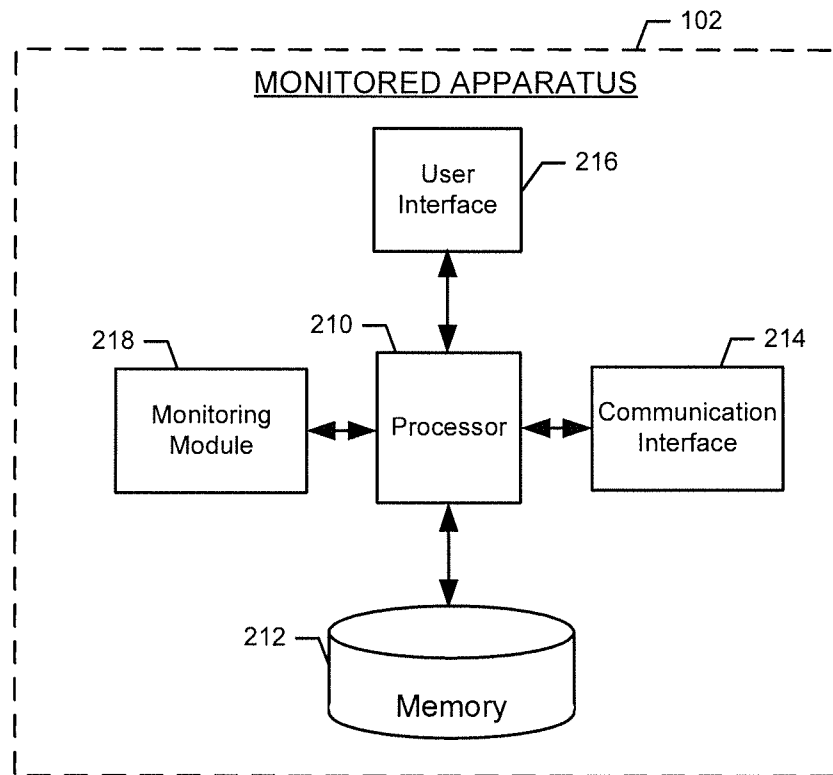 102
MONITORED APPARATUS
User
Interface
216
210
218
214
Monitoring
Module
Processor
Communication
Interface
212
Memory